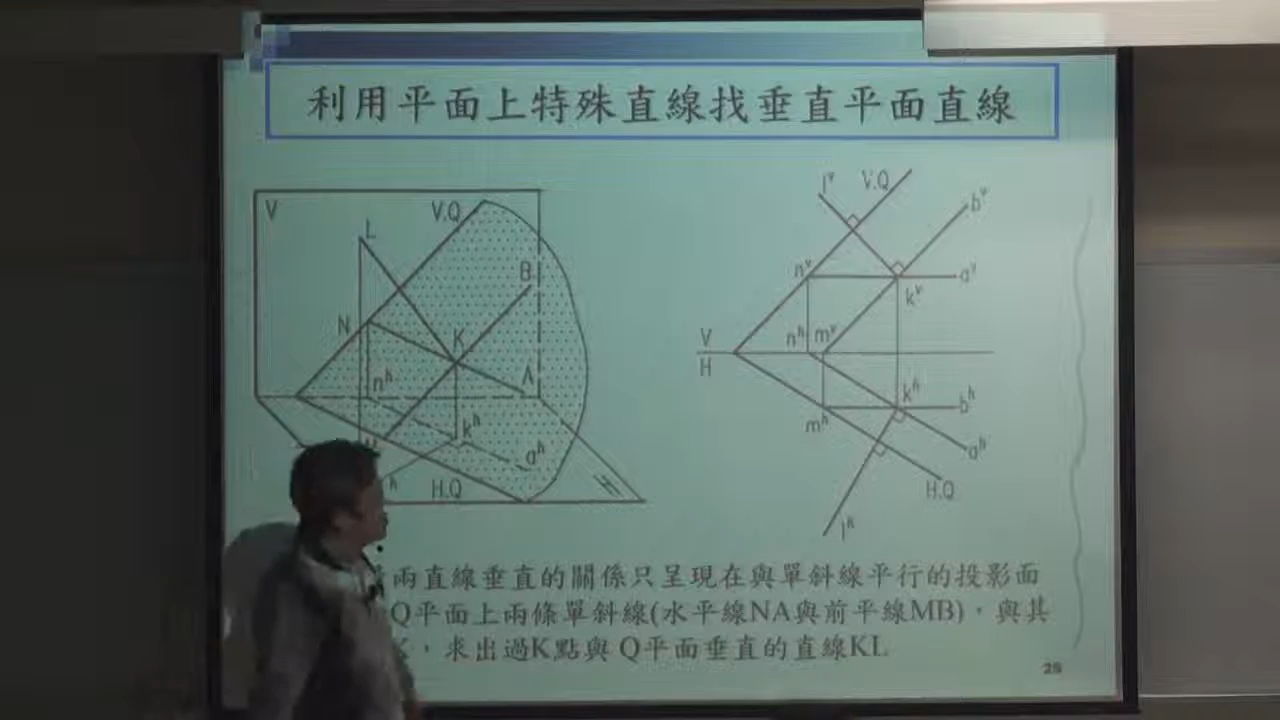 利用平面上特殊直線找垂直平面直線
V
V.Q
L
B
N
K
n^h
A
k^h
a^h
H.Q
H
l^v
V.Q
b^v
n^v
a^v
k^v
V
n^h
m^v
H
k^h
b^h
m^h
a^h
H.Q
l^h
兩直線垂直的關係只呈現在與單斜線平行的投影面
Q平面上兩條單斜線(水平線NA與前平線MB),與其
,求出過K點與Q平面垂直的直線KL